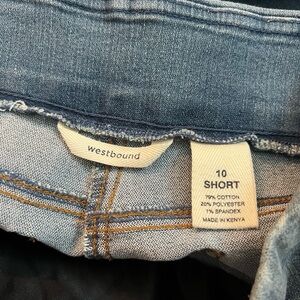 westbound
10
SHORT
79% COTTON
20% POLYESTER
1% SPANDEX
MADE IN KENYA